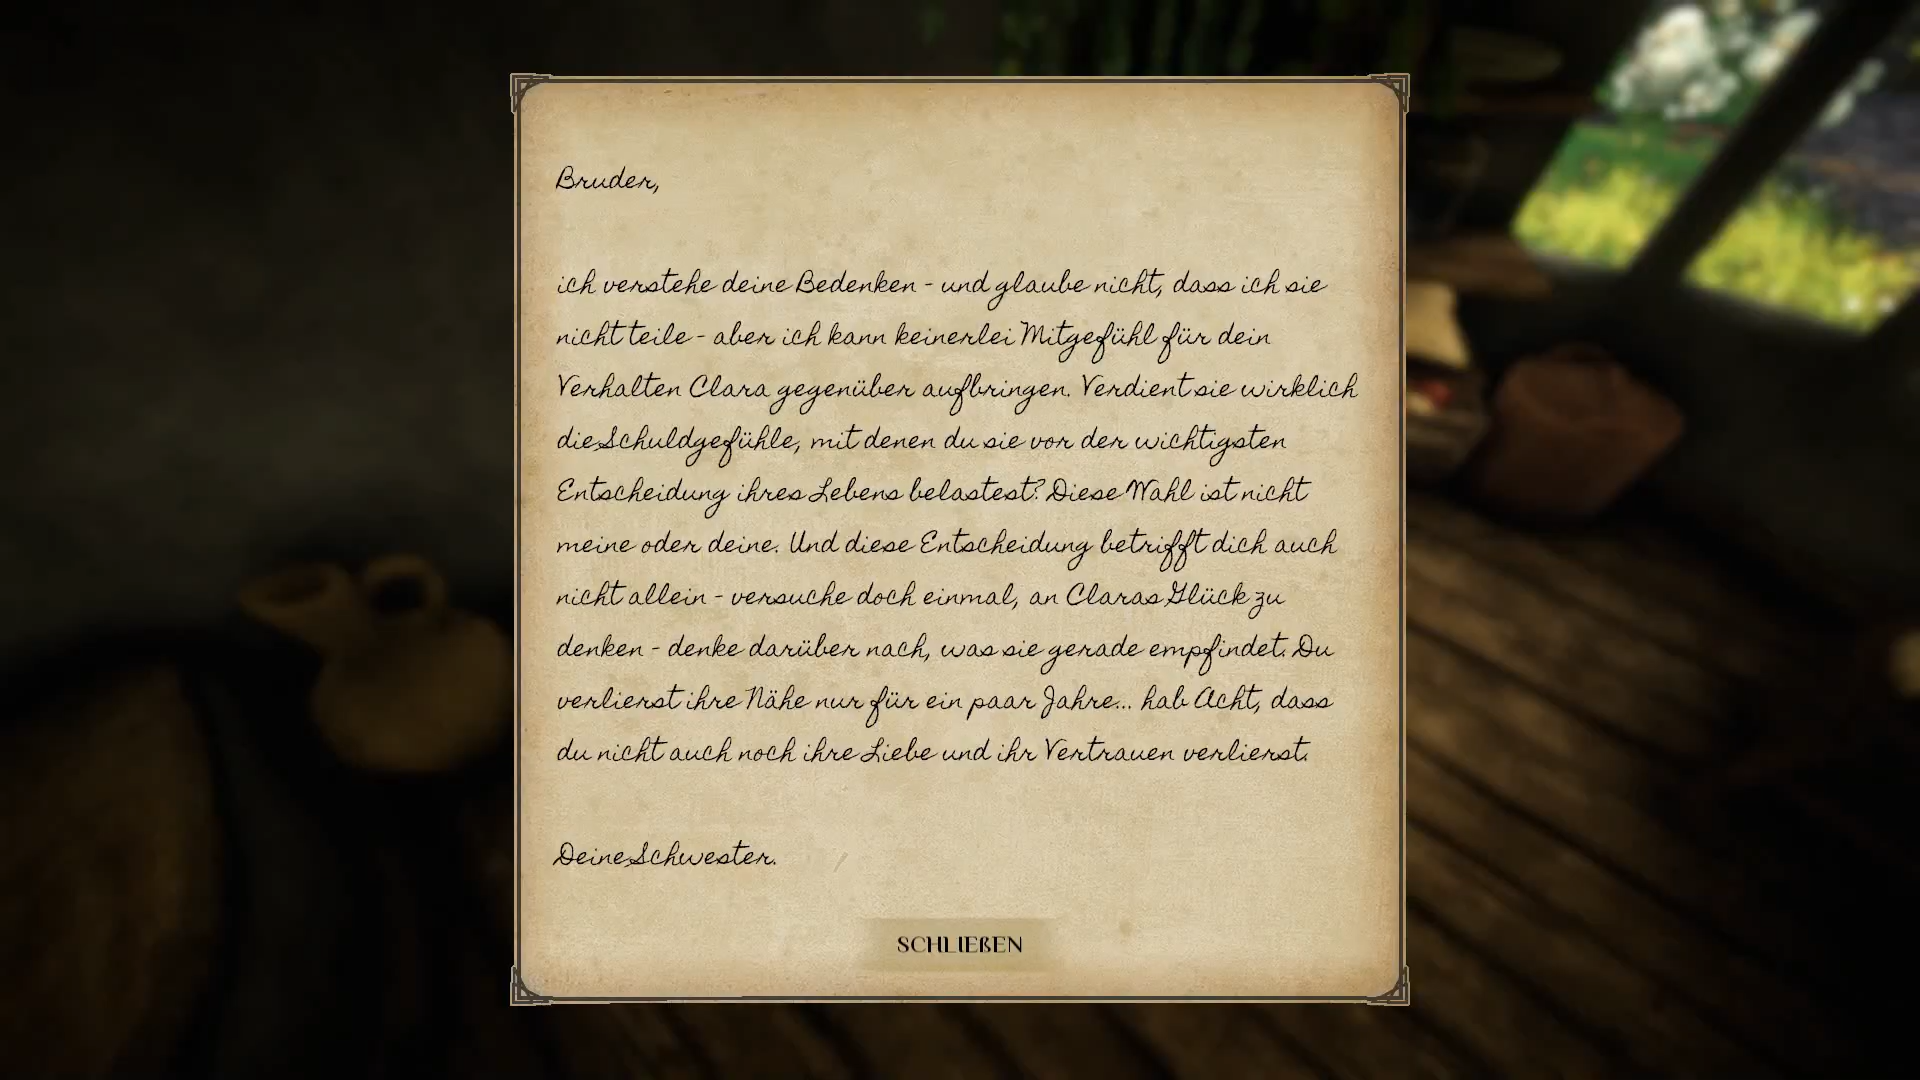 Bruder,
ich verstehe deine Bedenken - und glaube nicht, dass ich sie
nicht teile - aber ich kann keinerlei Mitgefühl für dein
Verhalten Clara gegenüber aufbringen. Verdient sie wirklich
die Schuldgefühle, mit denen du sie vor der wichtigsten
Entscheidung ihres Lebens belastest? Diese Wahl ist nicht
meine oder deine. Und diese Entscheidung betrifft dich auch
nicht allein - versuche doch einmal, an Claras Glück zu
denken - denke darüber nach, was sie gerade empfindet. Du
verlierst ihre Nähe nur für ein paar Jahre... hab Acht, dass
du nicht auch noch ihre Liebe und ihr Vertrauen verlierst.
Deine Schwester.
SCHLIEßEN